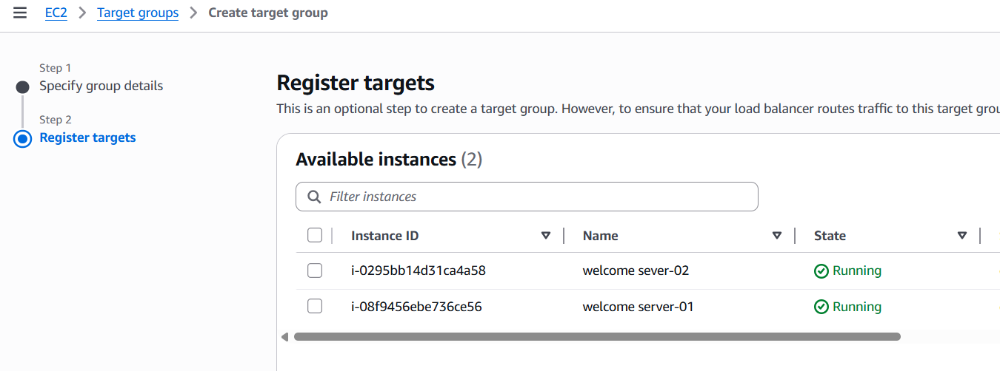 EC2 > Target groups > Create target group
Step 1
Specify group details
Step 2
Register targets
Register targets
This is an optional step to create a target group. However, to ensure that your load balancer routes traffic to this target
Available instances (2)
Filter instances
Instance ID Name State
i-0295bb14d31ca4a58 welcome sever-02 Running
i-08f9456ebe736ce56 welcome server-01 Running